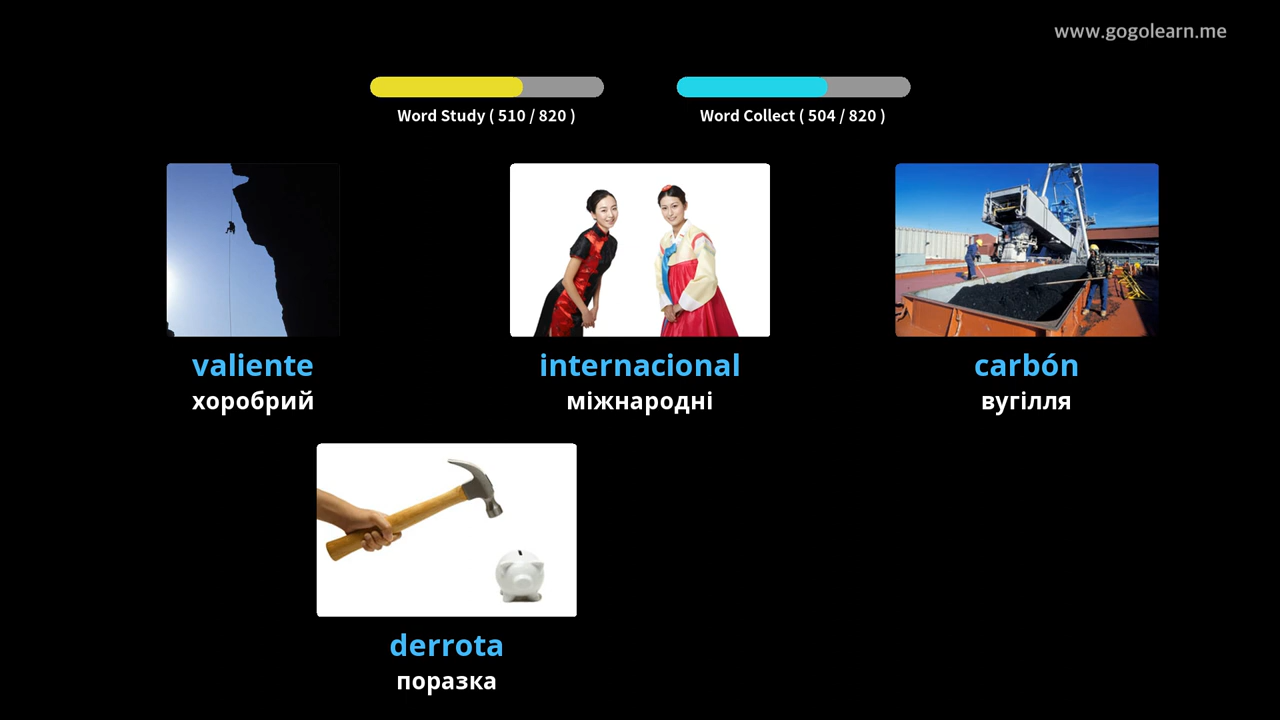 www.gogolearn.me
Word Study ( 510 / 820 )
Word Collect ( 504 / 820 )
valiente
хоробрий
internacional
міжнародні
carbón
вугілля
derrota
поразка